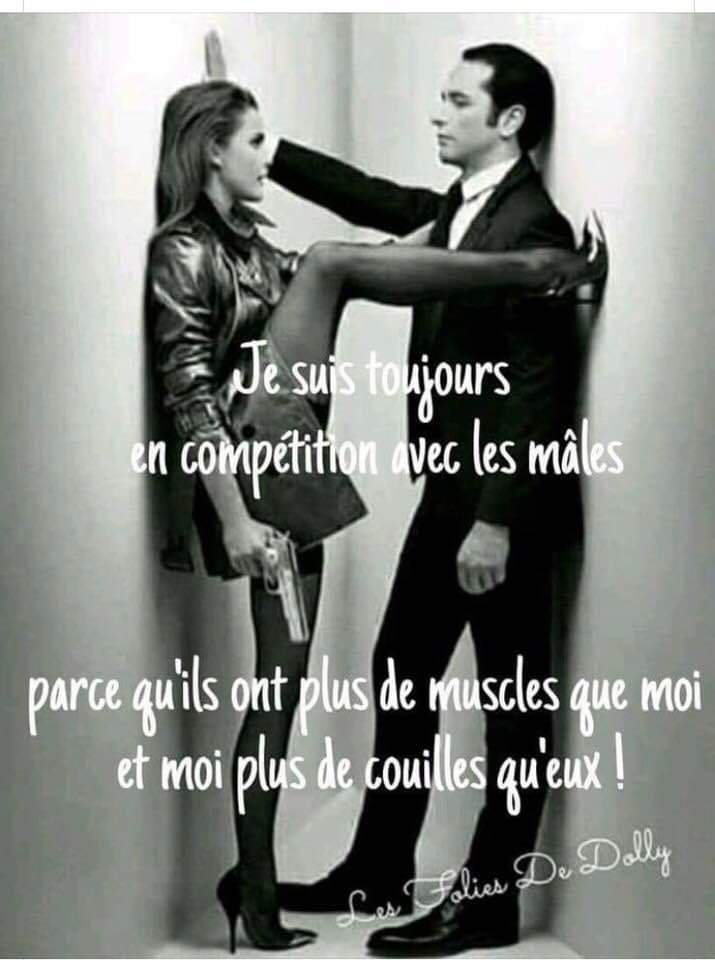 Je suis toujours
en compétition avec les mâles
parce qu'ils ont plus de muscles que moi
et moi plus de couilles qu'eux !
Les Folies De Dolly